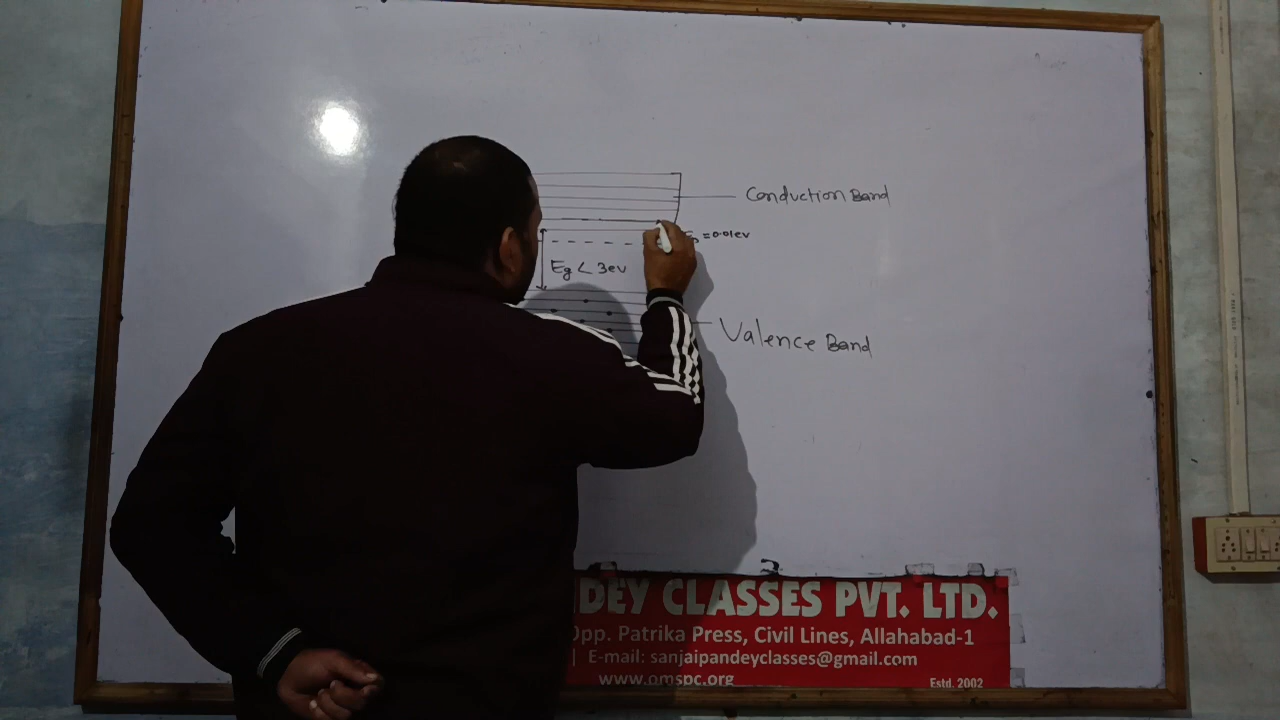 Conduction Band
= 0.01ev
Eg < 3ev
Valence Band
DEY CLASSES PVT. LTD.
Opp. Patrika Press, Civil Lines, Allahabad-1
| E-mail: sanjaipandeyclasses@gmail.com
www.omspc.org
Estd. 2002